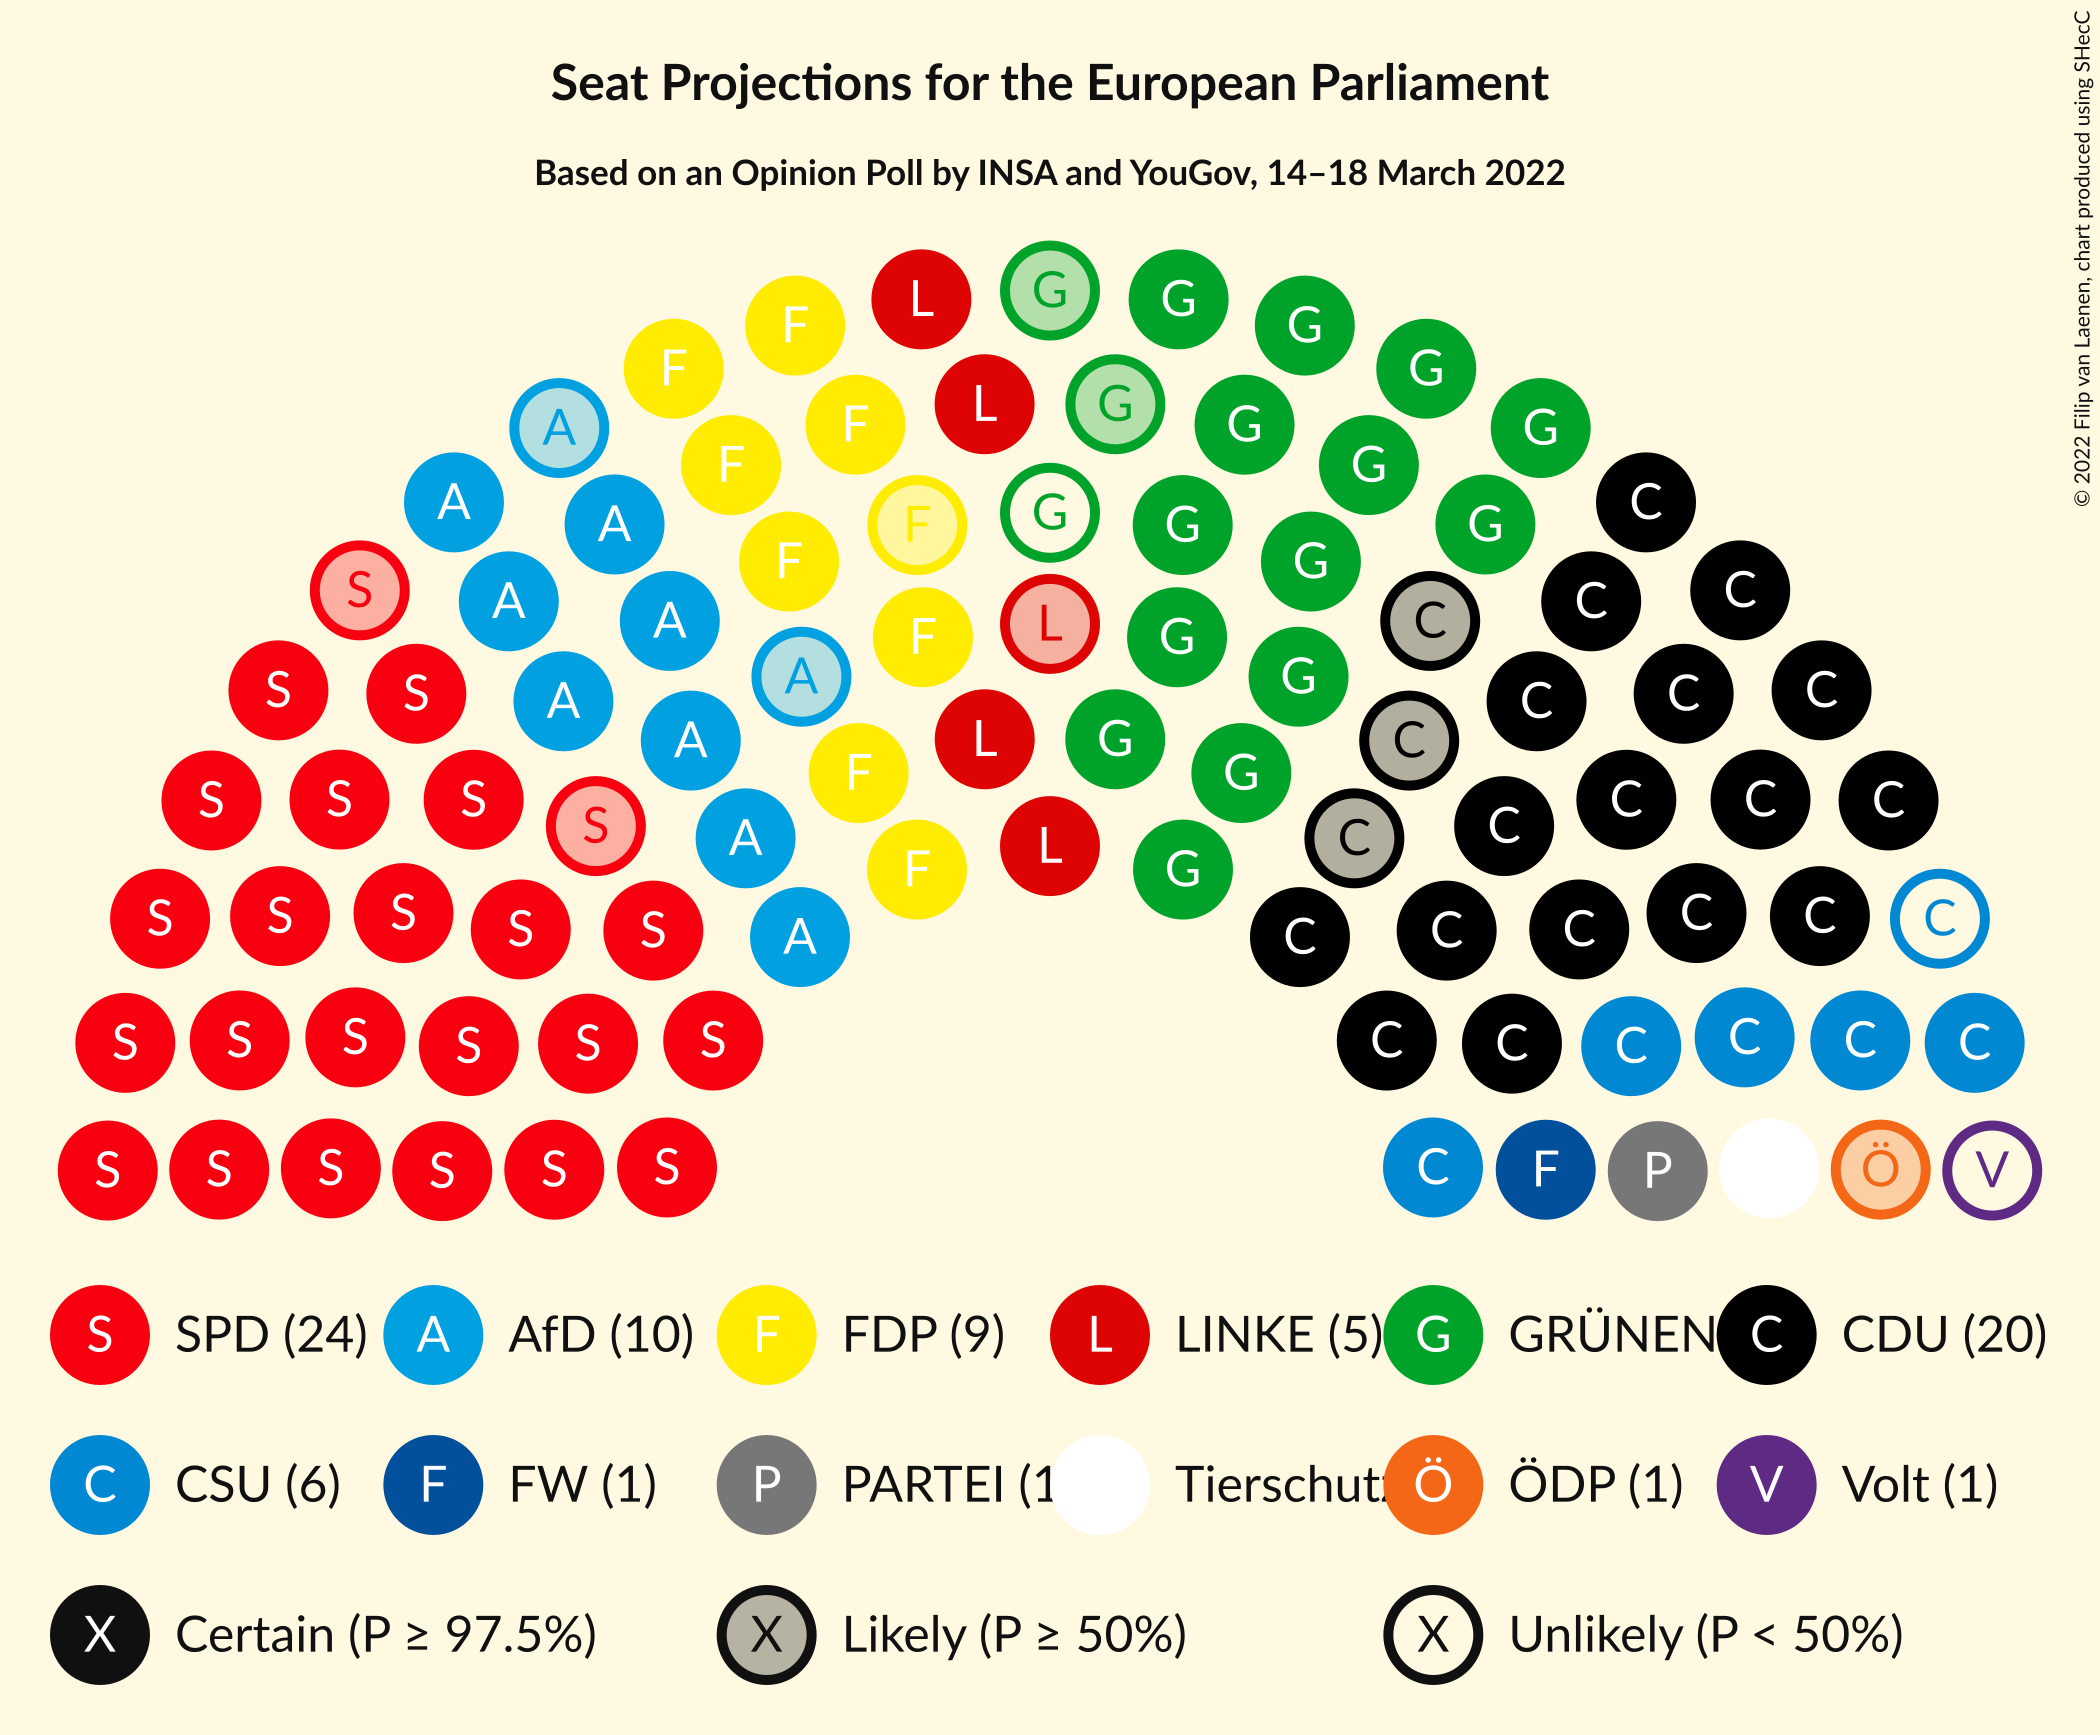 © 2022 Filip van Laenen, chart produced using SHecC
Seat Projections for the European Parliament
Based on an Opinion Poll by INSA and YouGov, 14–18 March 2022
L G G
F G
F G
L G
A F G G
F G
A A F G G G C
F G
S A A F L G C C C
S S A A G C C C
A L G C
S S S F G C C C
S A L C C
F G
S S S S S A C C C C C C
S S S S S S C C C C C C
S S S S S S C F P Ö V
S SPD (24) A AfD (10) F FDP (9) L LINKE (5) G GRÜNEN C CDU (20)
C CSU (6) F FW (1) P PARTEI (1 Tierschutz Ö ÖDP (1) V Volt (1)
X Certain (P ≥ 97.5%) X Likely (P ≥ 50%) X Unlikely (P < 50%)